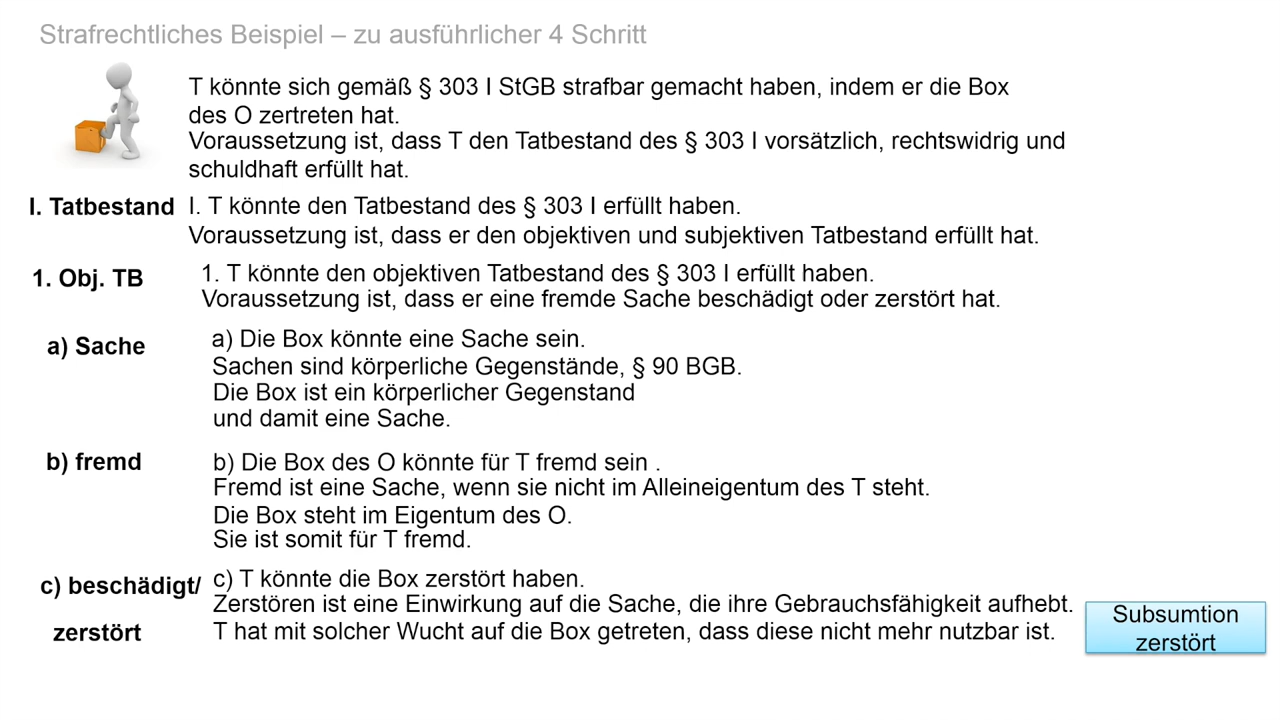 Strafrechtliches Beispiel – zu ausführlicher 4 Schritt
T könnte sich gemäß § 303 I StGB strafbar gemacht haben, indem er die Box
des O zertreten hat.
Voraussetzung ist, dass T den Tatbestand des § 303 I vorsätzlich, rechtswidrig und
schuldhaft erfüllt hat.
I. Tatbestand
I. T könnte den Tatbestand des § 303 I erfüllt haben.
Voraussetzung ist, dass er den objektiven und subjektiven Tatbestand erfüllt hat.
1. Obj. TB
1. T könnte den objektiven Tatbestand des § 303 I erfüllt haben.
Voraussetzung ist, dass er eine fremde Sache beschädigt oder zerstört hat.
a) Sache
a) Die Box könnte eine Sache sein.
Sachen sind körperliche Gegenstände, § 90 BGB.
Die Box ist ein körperlicher Gegenstand
und damit eine Sache.
b) fremd
b) Die Box des O könnte für T fremd sein .
Fremd ist eine Sache, wenn sie nicht im Alleineigentum des T steht.
Die Box steht im Eigentum des O.
Sie ist somit für T fremd.
c) beschädigt/
zerstört
c) T könnte die Box zerstört haben.
Zerstören ist eine Einwirkung auf die Sache, die ihre Gebrauchsfähigkeit aufhebt.
T hat mit solcher Wucht auf die Box getreten, dass diese nicht mehr nutzbar ist.
Subsumtion
zerstört